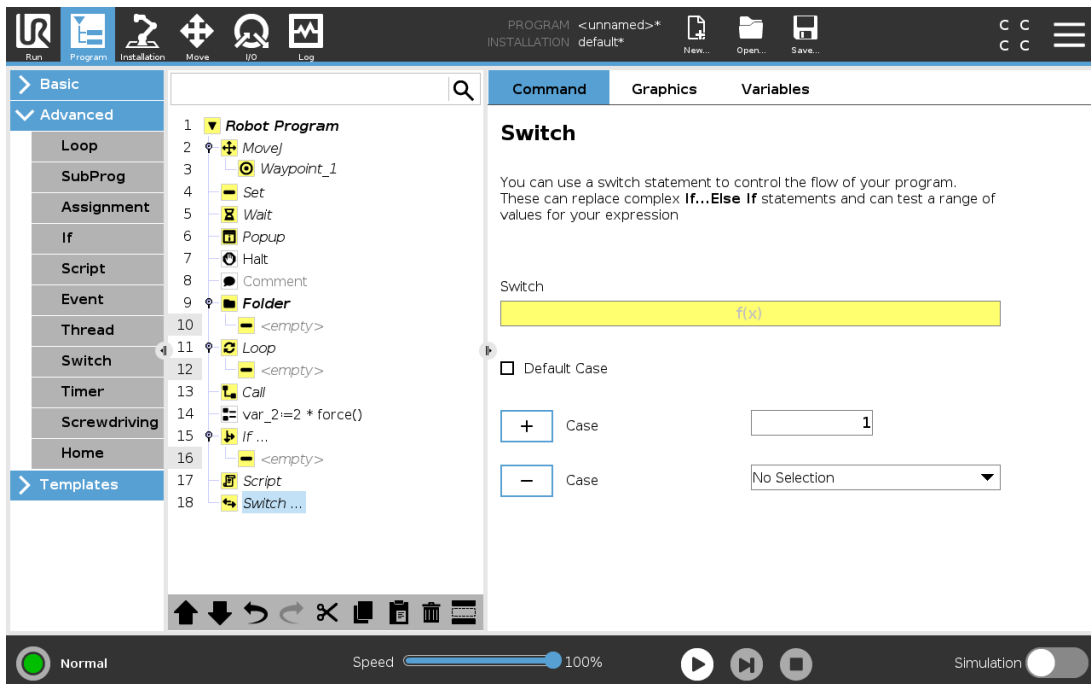 PROGRAM <unnamed>*
INSTALLATION default*
Run
Program
Installation
Move
I/O
Log
New...
Open...
Save...
C C
C C
Basic
Advanced
Loop
SubProg
Assignment
If
Script
Event
Thread
Switch
Timer
Screwdriving
Home
Templates
1 Robot Program
2 MoveJ
3 Waypoint_1
4 Set
5 Wait
6 Popup
7 Halt
8 Comment
9 Folder
10 <empty>
11 Loop
12 <empty>
13 Call
14 var_2:=2 * force()
15 If ...
16 <empty>
17 Script
18 Switch ...
Command
Graphics
Variables
Switch
You can use a switch statement to control the flow of your program.
These can replace complex If...Else If statements and can test a range of
values for your expression
Switch
f(x)
Default Case
+ Case 1
− Case No Selection
Normal
Speed 100%
Simulation